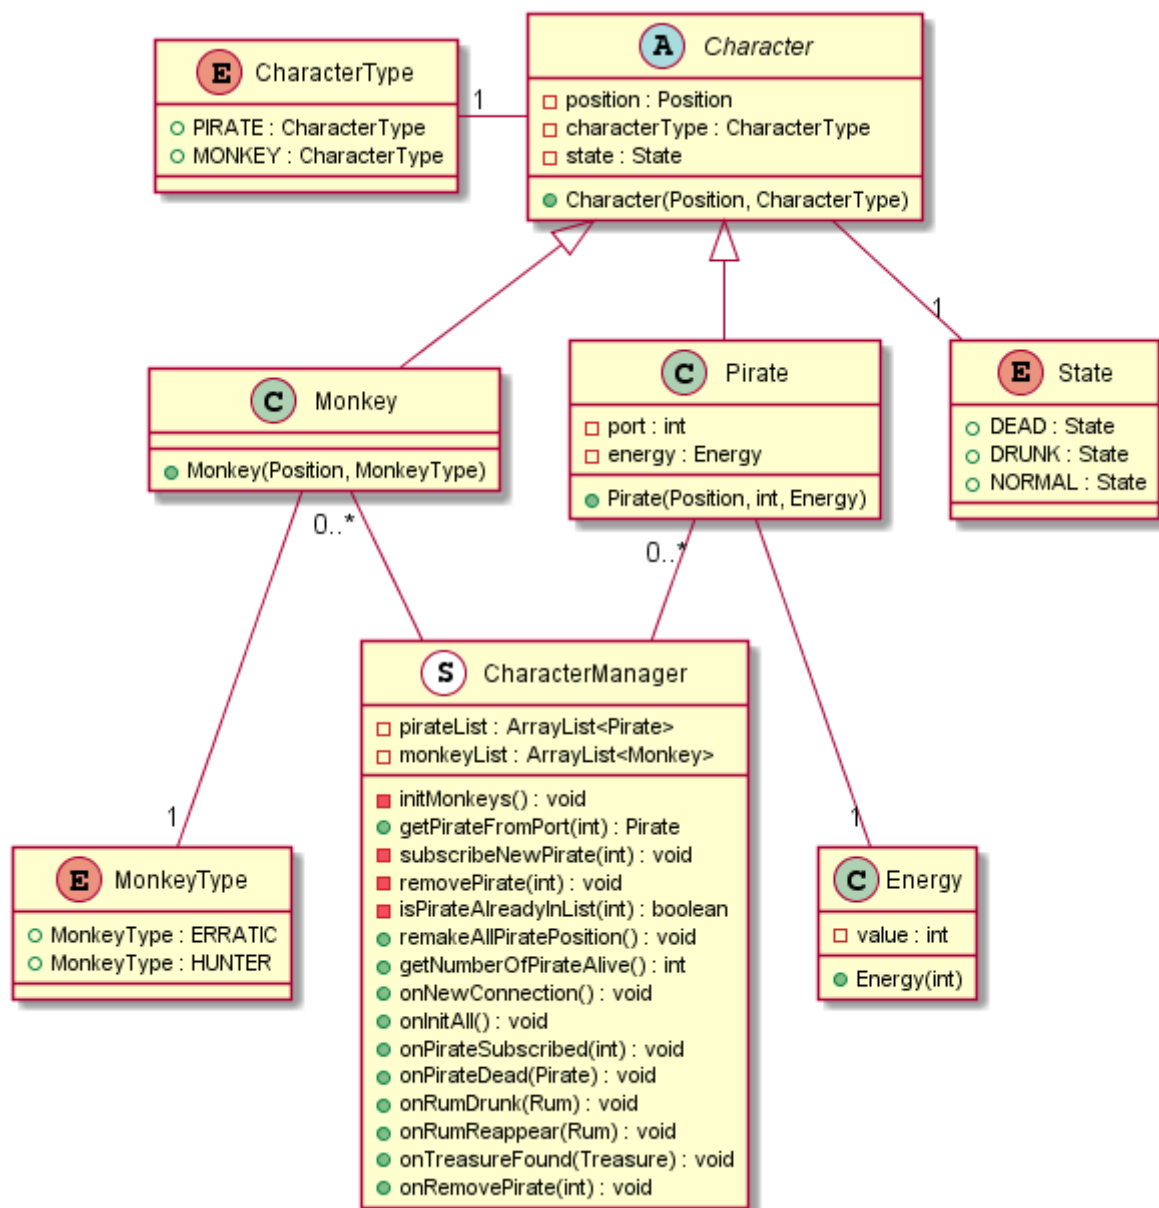 E CharacterType
PIRATE : CharacterType
MONKEY : CharacterType
1
A Character
position : Position
characterType : CharacterType
state : State
Character(Position, CharacterType)
1
C Monkey
Monkey(Position, MonkeyType)
0..*
C Pirate
port : int
energy : Energy
Pirate(Position, int, Energy)
0..*
E State
DEAD : State
DRUNK : State
NORMAL : State
S CharacterManager
pirateList : ArrayList<Pirate>
monkeyList : ArrayList<Monkey>
initMonkeys() : void
getPirateFromPort(int) : Pirate
subscribeNewPirate(int) : void
removePirate(int) : void
isPirateAlreadyInList(int) : boolean
remakeAllPiratePosition() : void
getNumberOfPirateAlive() : int
onNewConnection() : void
onInitAll() : void
onPirateSubscribed(int) : void
onPirateDead(Pirate) : void
onRumDrunk(Rum) : void
onRumReappear(Rum) : void
onTreasureFound(Treasure) : void
onRemovePirate(int) : void
1
E MonkeyType
MonkeyType : ERRATIC
MonkeyType : HUNTER
1
C Energy
value : int
Energy(int)